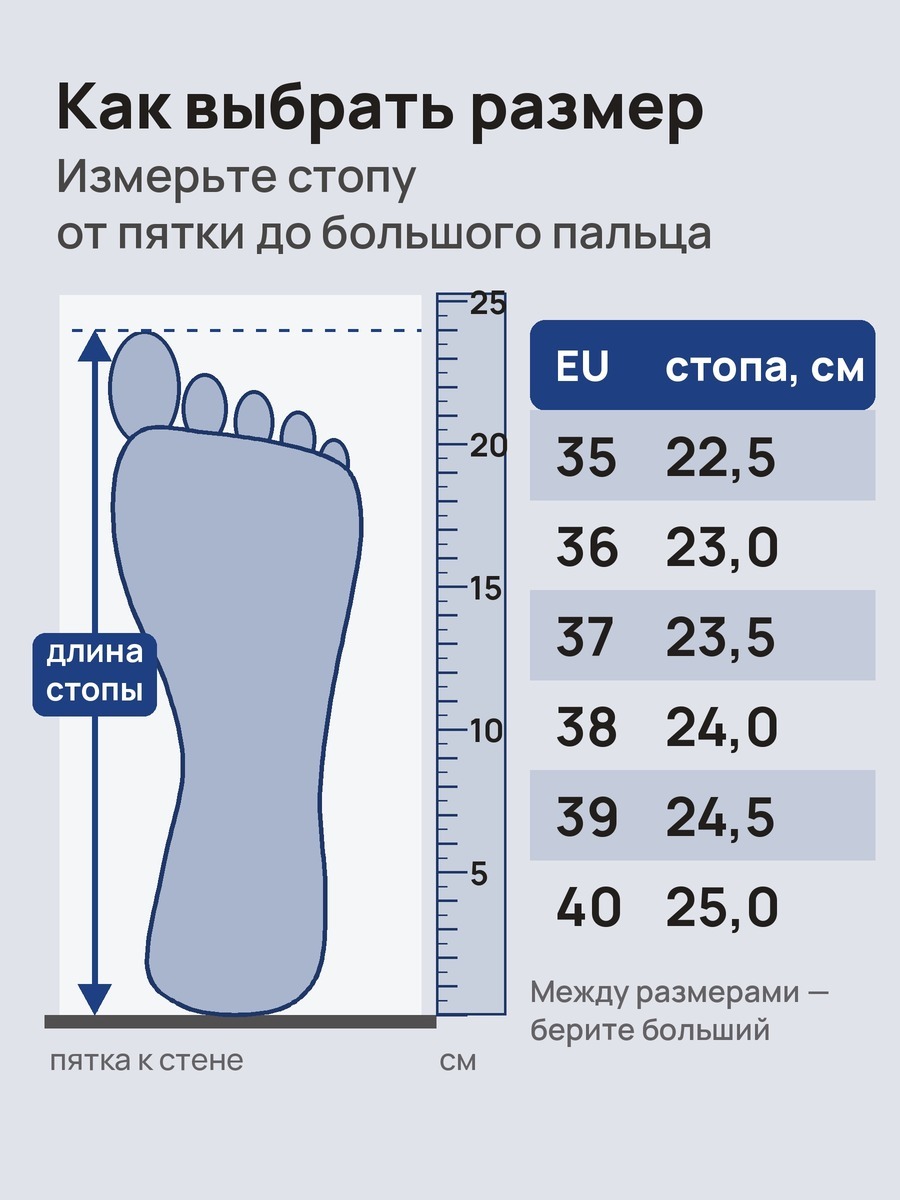 Как выбрать размер
Измерьте стопу
от пятки до большого пальца
длина
стопы
25
20
15
10
5
пятка к стене
см
EU стопа, см
35 22,5
36 23,0
37 23,5
38 24,0
39 24,5
40 25,0
Между размерами —
берите больший